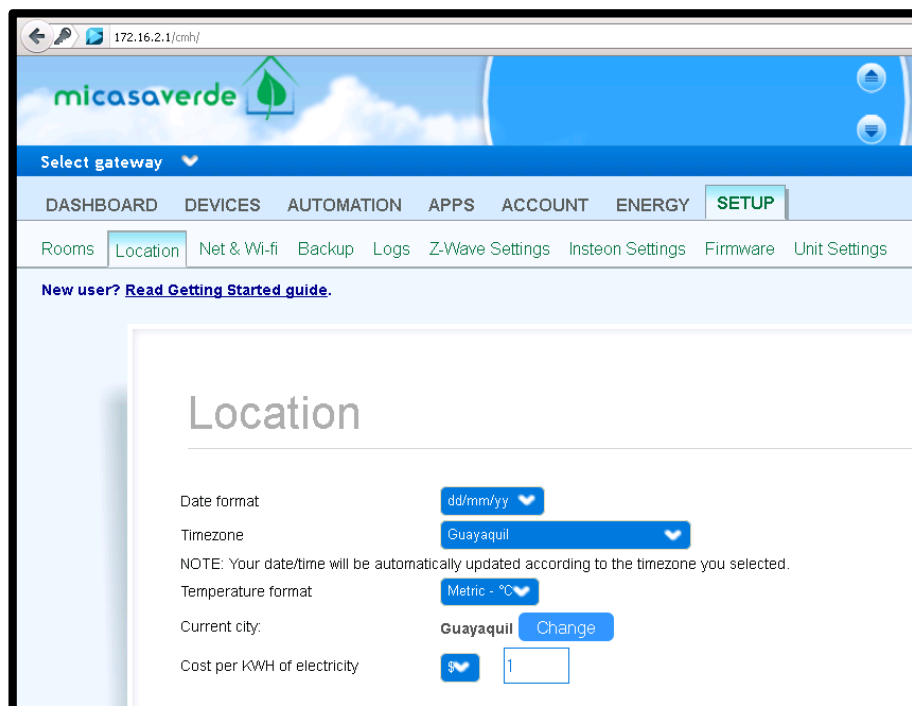 172.16.2.1/cmh/
micasaverde
Select gateway
DASHBOARD DEVICES AUTOMATION APPS ACCOUNT ENERGY SETUP
Rooms Location Net & Wi-fi Backup Logs Z-Wave Settings Insteon Settings Firmware Unit Settings
New user? Read Getting Started guide.
Location
Date format dd/mm/yy
Timezone Guayaquil
NOTE: Your date/time will be automatically updated according to the timezone you selected.
Temperature format Metric - °C
Current city: Guayaquil Change
Cost per KWH of electricity $ 1